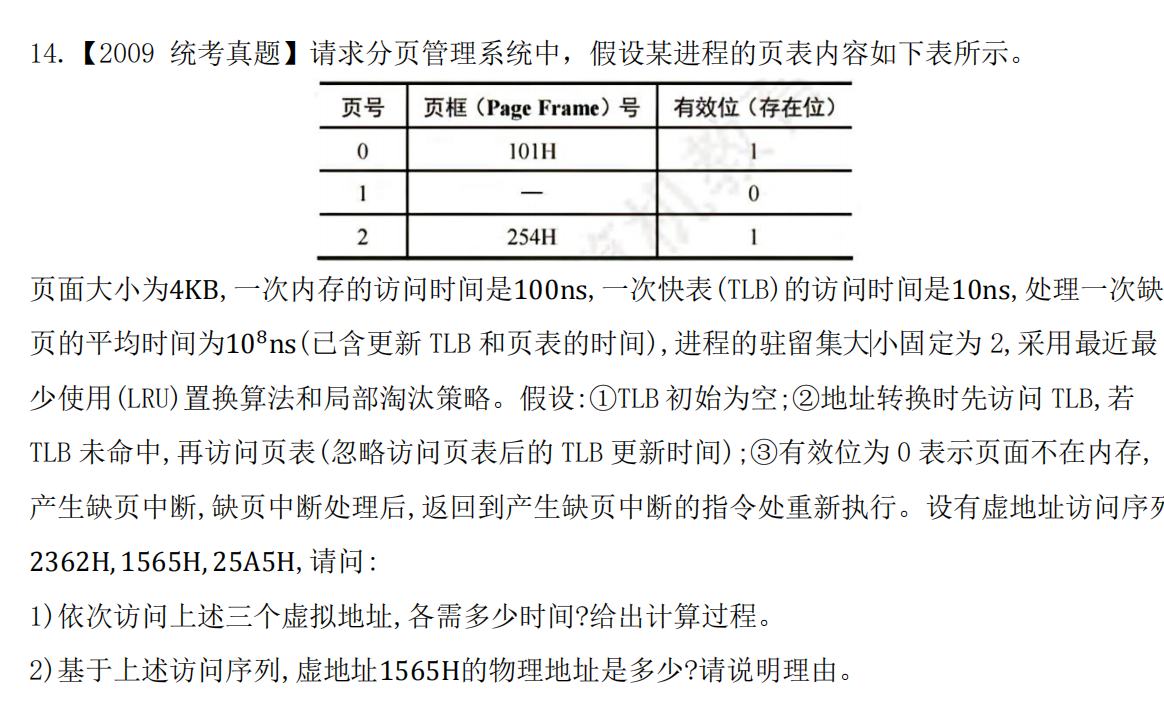 14.【2009 统考真题】请求分页管理系统中，假设某进程的页表内容如下表所示。
页号 页框（Page Frame）号 有效位（存在位）
0 101H 1
1 — 0
2 254H 1
页面大小为4KB,一次内存的访问时间是100ns,一次快表(TLB)的访问时间是10ns,处理一次缺
页的平均时间为10⁸ns(已含更新 TLB 和页表的时间),进程的驻留集大小固定为 2,采用最近最
少使用(LRU)置换算法和局部淘汰策略。假设:①TLB 初始为空;②地址转换时先访问 TLB,若
TLB 未命中,再访问页表(忽略访问页表后的 TLB 更新时间);③有效位为 0 表示页面不在内存,
产生缺页中断,缺页中断处理后,返回到产生缺页中断的指令处重新执行。设有虚地址访问序列
2362H, 1565H, 25A5H,请问:
1)依次访问上述三个虚拟地址,各需多少时间?给出计算过程。
2)基于上述访问序列,虚地址1565H的物理地址是多少?请说明理由。